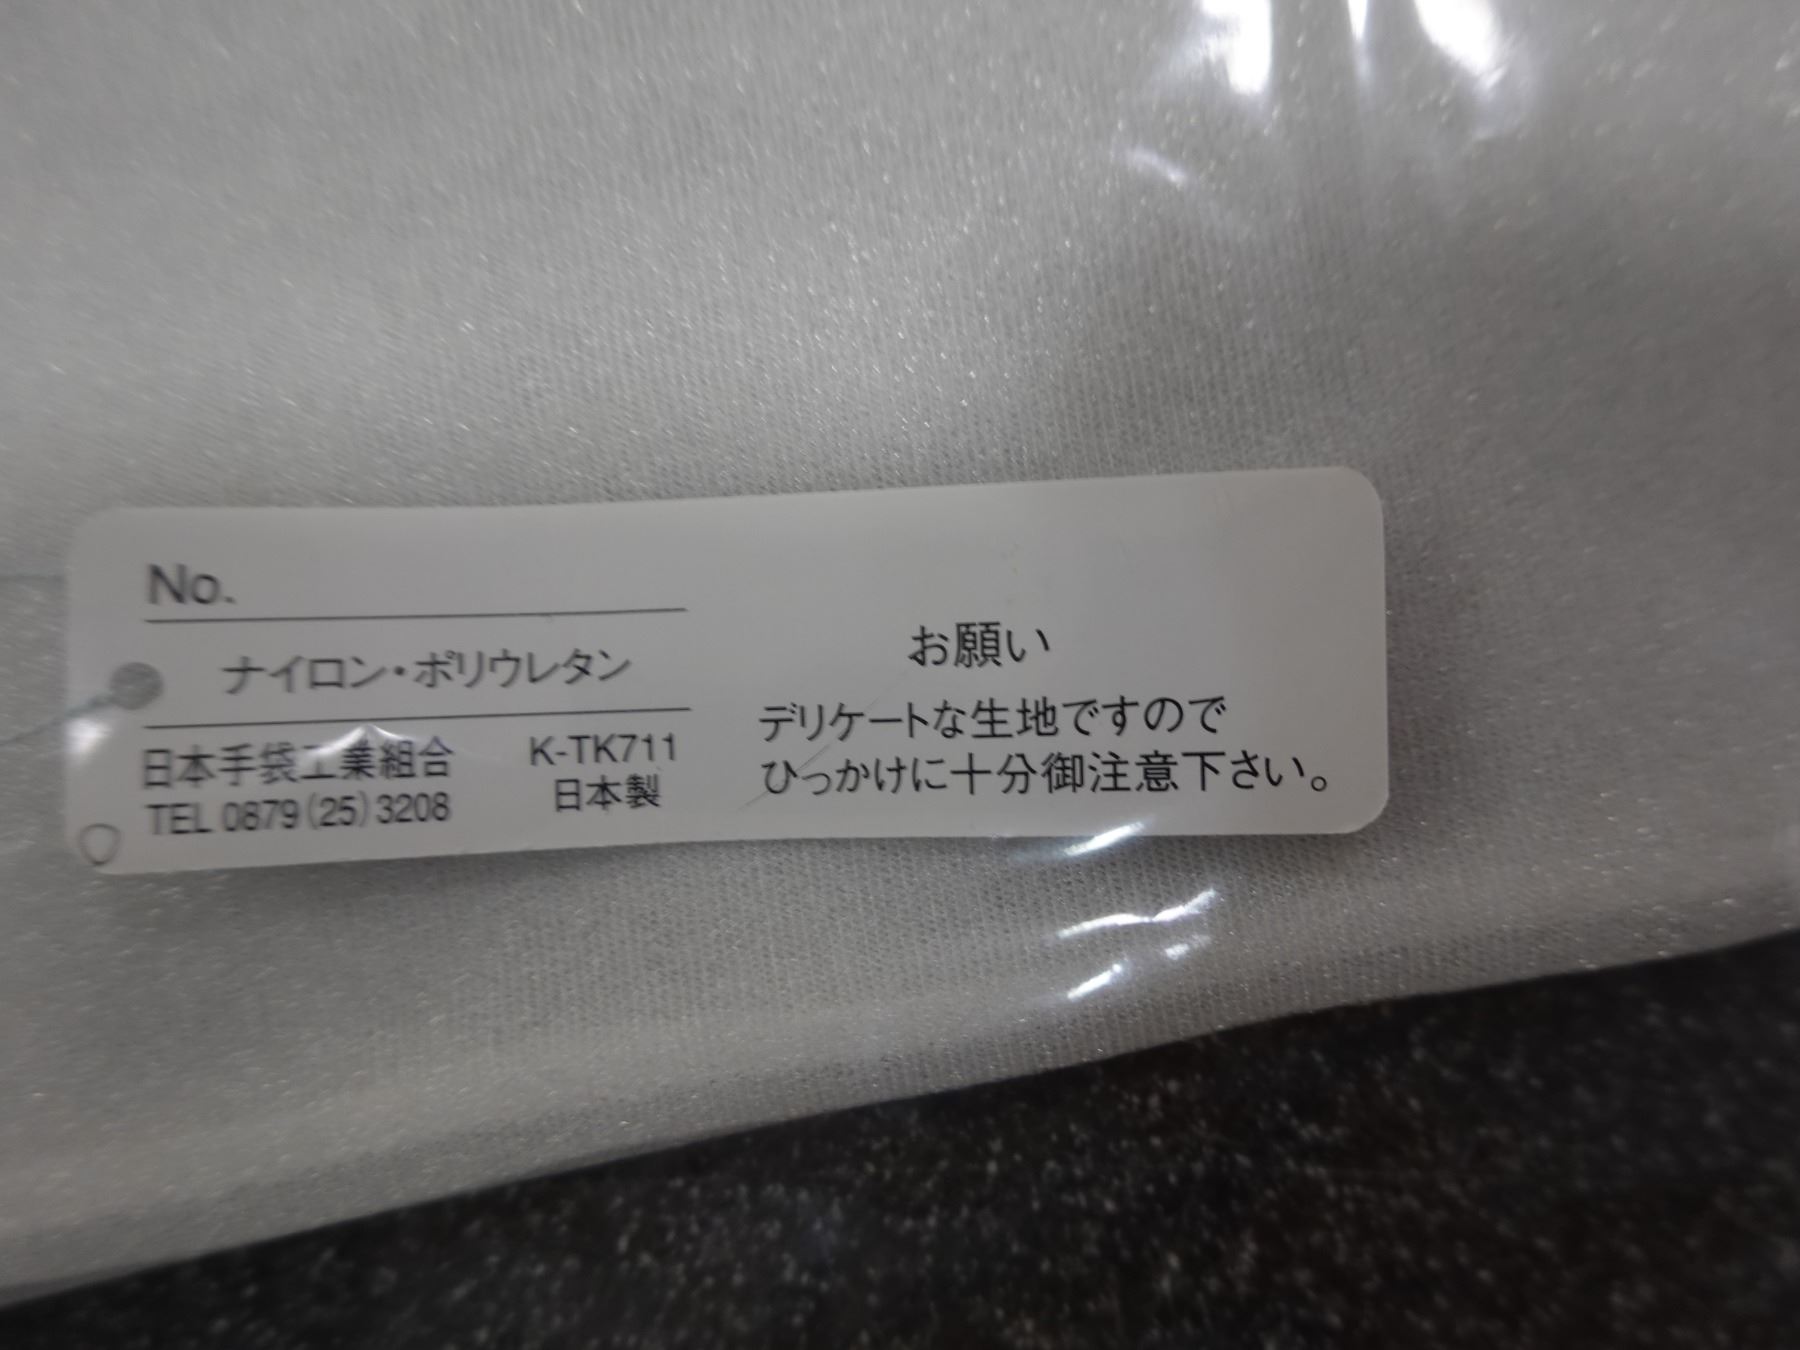 No.
ナイロン・ポリウレタン
日本手袋工業組合
TEL 0879(25)3208
K-TK711
日本製
お願い
デリケートな生地ですので
ひっかけに十分御注意下さい。